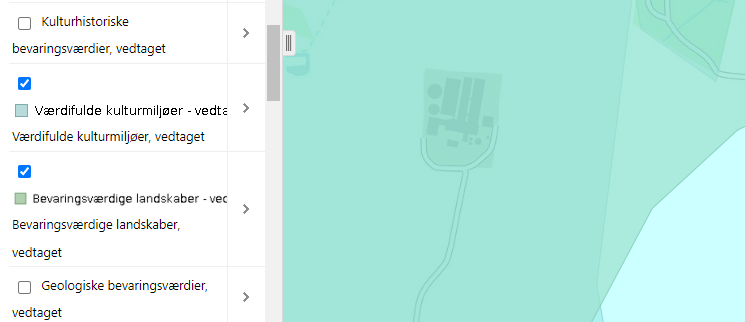 Kulturhistoriske
bevaringsværdier, vedtaget
Værdifulde kulturmiljøer - vedta
Værdifulde kulturmiljøer, vedtaget
Bevaringsværdige landskaber - ved
Bevaringsværdige landskaber,
vedtaget
Geologiske bevaringsværdier,
vedtaget